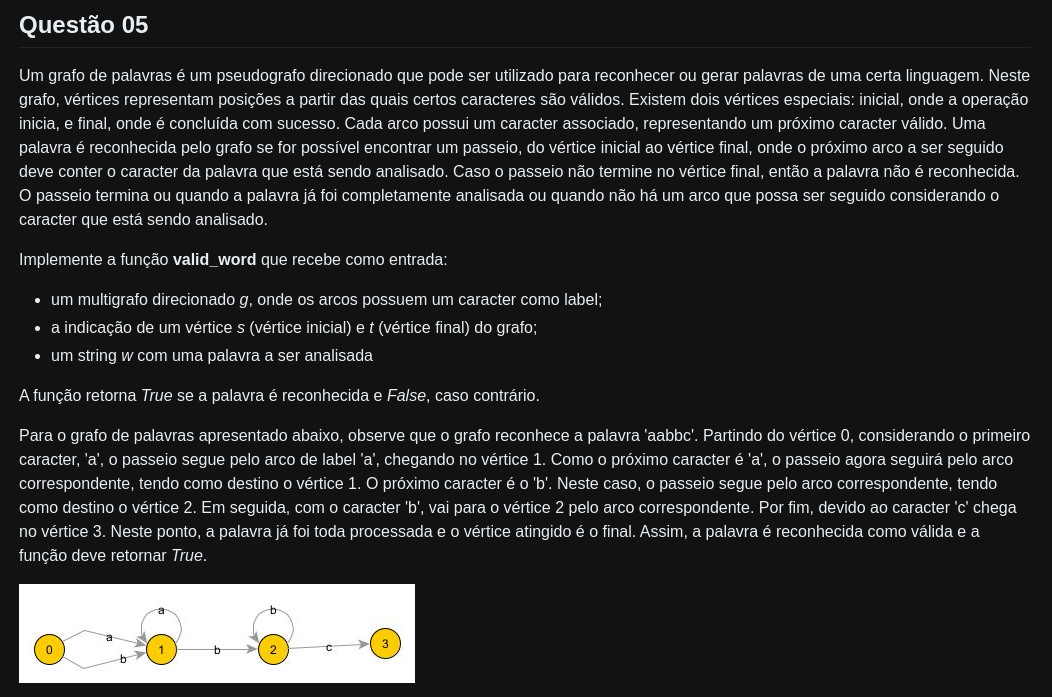 Questão 05
Um grafo de palavras é um pseudografo direcionado que pode ser utilizado para reconhecer ou gerar palavras de uma certa linguagem. Neste
grafo, vértices representam posições a partir das quais certos caracteres são válidos. Existem dois vértices especiais: inicial, onde a operação
inicia, e final, onde é concluída com sucesso. Cada arco possui um caracter associado, representando um próximo caracter válido. Uma
palavra é reconhecida pelo grafo se for possível encontrar um passeio, do vértice inicial ao vértice final, onde o próximo arco a ser seguido
deve conter o caracter da palavra que está sendo analisado. Caso o passeio não termine no vértice final, então a palavra não é reconhecida.
O passeio termina ou quando a palavra já foi completamente analisada ou quando não há um arco que possa ser seguido considerando o
caracter que está sendo analisado.
Implemente a função valid_word que recebe como entrada:
• um multigrafo direcionado g, onde os arcos possuem um caracter como label;
• a indicação de um vértice s (vértice inicial) e t (vértice final) do grafo;
• um string w com uma palavra a ser analisada
A função retorna True se a palavra é reconhecida e False, caso contrário.
Para o grafo de palavras apresentado abaixo, observe que o grafo reconhece a palavra 'aabbc'. Partindo do vértice 0, considerando o primeiro
caracter, 'a', o passeio segue pelo arco de label 'a', chegando no vértice 1. Como o próximo caracter é 'a', o passeio agora seguirá pelo arco
correspondente, tendo como destino o vértice 1. O próximo caracter é o 'b'. Neste caso, o passeio segue pelo arco correspondente, tendo
como destino o vértice 2. Em seguida, com o caracter 'b', vai para o vértice 2 pelo arco correspondente. Por fim, devido ao caracter 'c' chega
no vértice 3. Neste ponto, a palavra já foi toda processada e o vértice atingido é o final. Assim, a palavra é reconhecida como válida e a
função deve retornar True.
a b
0 a b 1 b 2 c 3